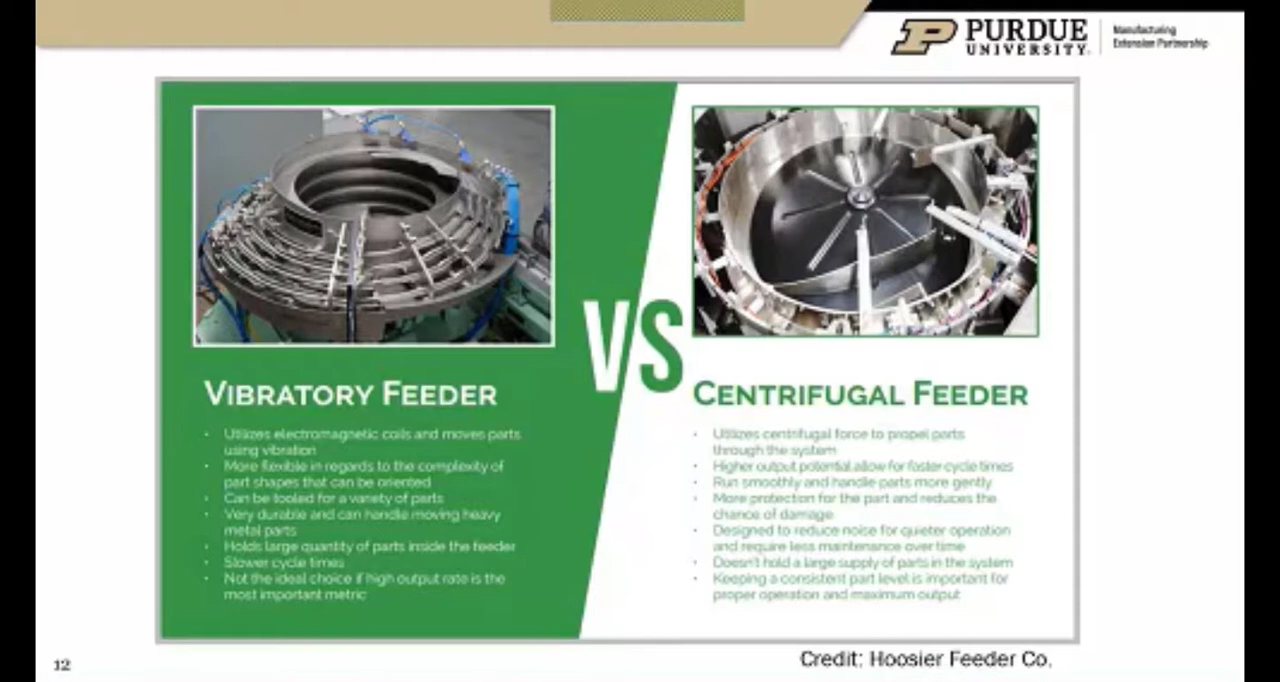 PURDUE
UNIVERSITY
Manufacturing
Extension Partnership
VS
VIBRATORY FEEDER
• Utilizes electromagnetic coils and moves parts
using vibration
• More flexible in regards to the complexity of
part shapes that can be oriented
• Can be tooled for a variety of parts
• Very durable and can handle moving heavy
metal parts
• Holds large quantity of parts inside the feeder
• Slower cycle times
• Not the ideal choice if high output rate is the
most important metric
CENTRIFUGAL FEEDER
• Utilizes centrifugal force to propel parts
through the system
• Higher output potential allow for faster cycle times
• Run smoothly and handle parts more gently
• More protection for the part and reduces the
chance of damage
• Designed to reduce noise for quieter operation
and require less maintenance over time
• Doesn't hold a large supply of parts in the system
• Keeping a consistent part level is important for
proper operation and maximum output
12
Credit: Hoosier Feeder Co.